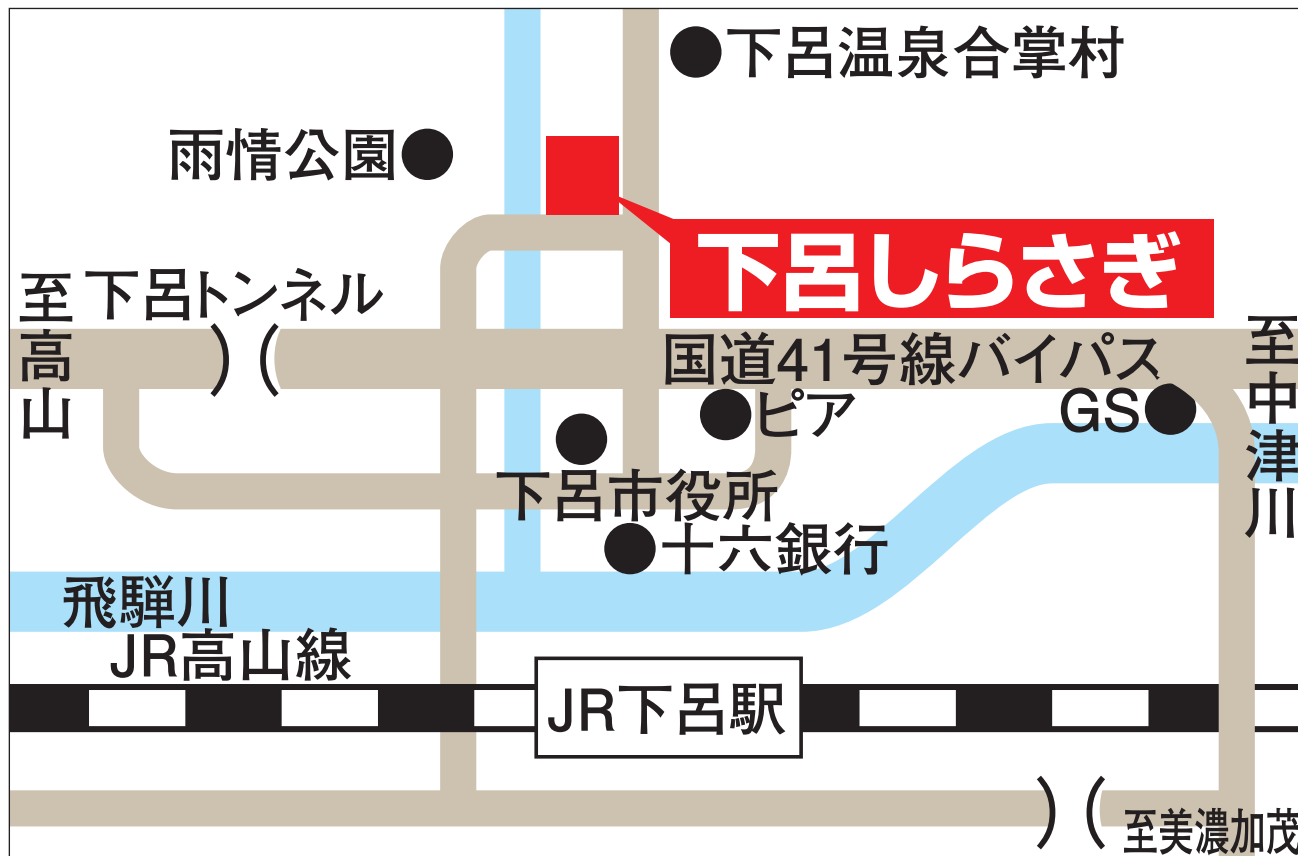 下呂温泉合掌村
雨情公園
下呂しらさぎ
至高山
下呂トンネル
国道41号線バイパス
至中津川
ピア
GS
下呂市役所
十六銀行
飛騨川
JR高山線
JR下呂駅
至美濃加茂